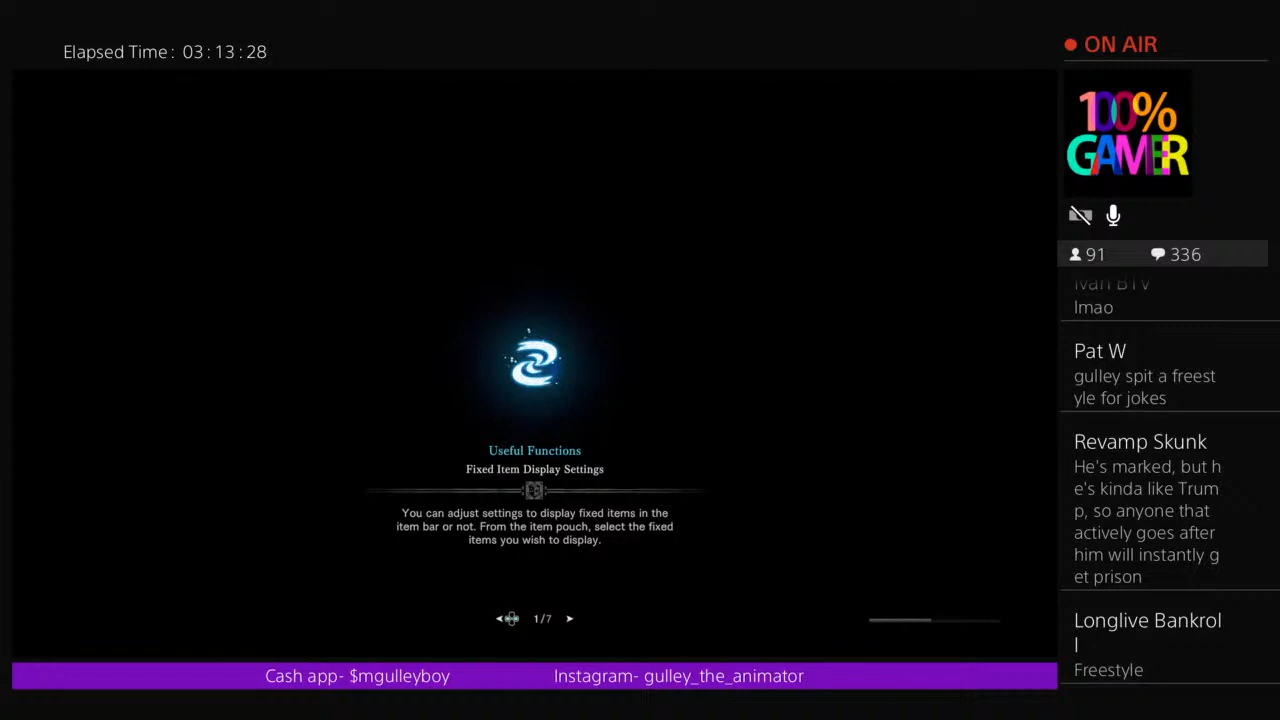 Elapsed Time: 03:13:28
ON AIR
100%
GAMER
91 336
Ivan BTV
lmao
Pat W
gulley spit a freest
yle for jokes
Revamp Skunk
He's marked, but h
e's kinda like Trum
p, so anyone that
actively goes after
him will instantly g
et prison
Longlive Bankrol
l
Freestyle
Useful Functions
Fixed Item Display Settings
You can adjust settings to display fixed items in the
item bar or not. From the item pouch, select the fixed
items you wish to display.
1/7
Cash app- $mgulleyboy Instagram- gulley_the_animator